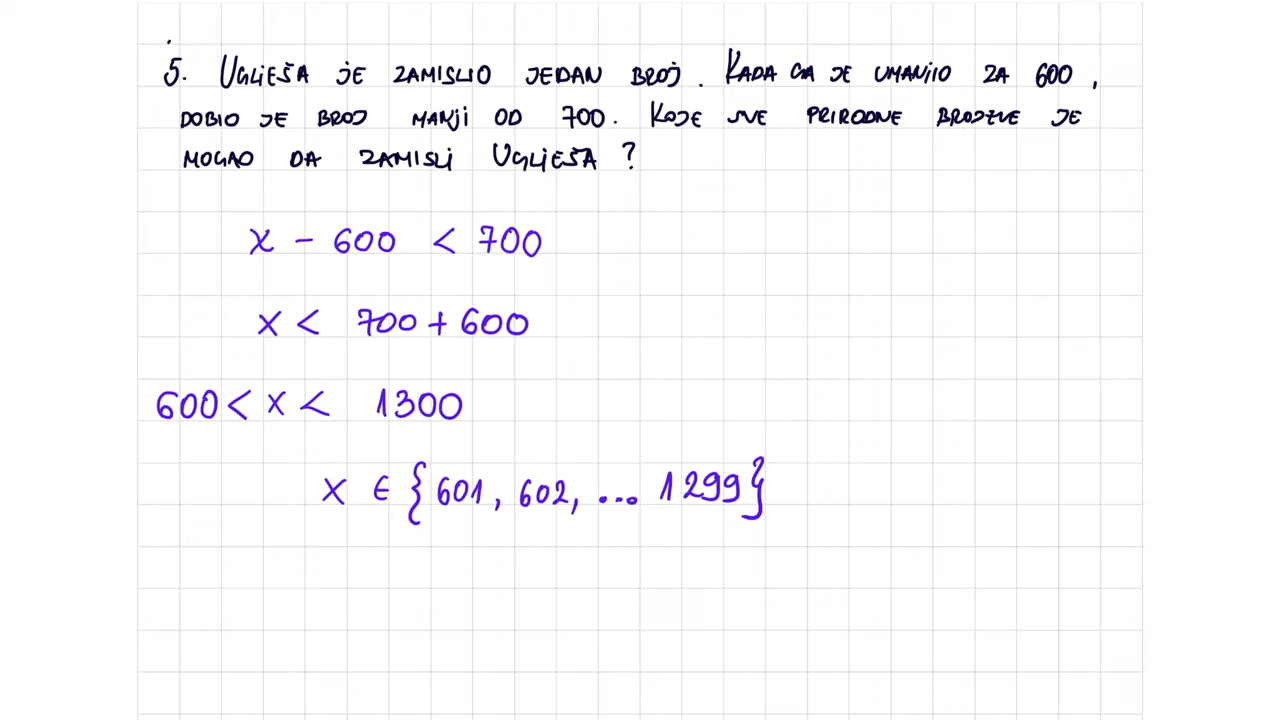 5. UGLJEŠA JE ZAMISLIO JEDAN BROJ. KADA GA JE UMANJIO ZA 600,
DOBIO JE BROJ MANJI OD 700. KOJE SVE PRIRODNE BROJEVE JE
MOGAO DA ZAMISLI UGLJEŠA?
x - 600 < 700
x < 700 + 600
600 < x < 1300
x ∈ {601, 602, ... 1299}